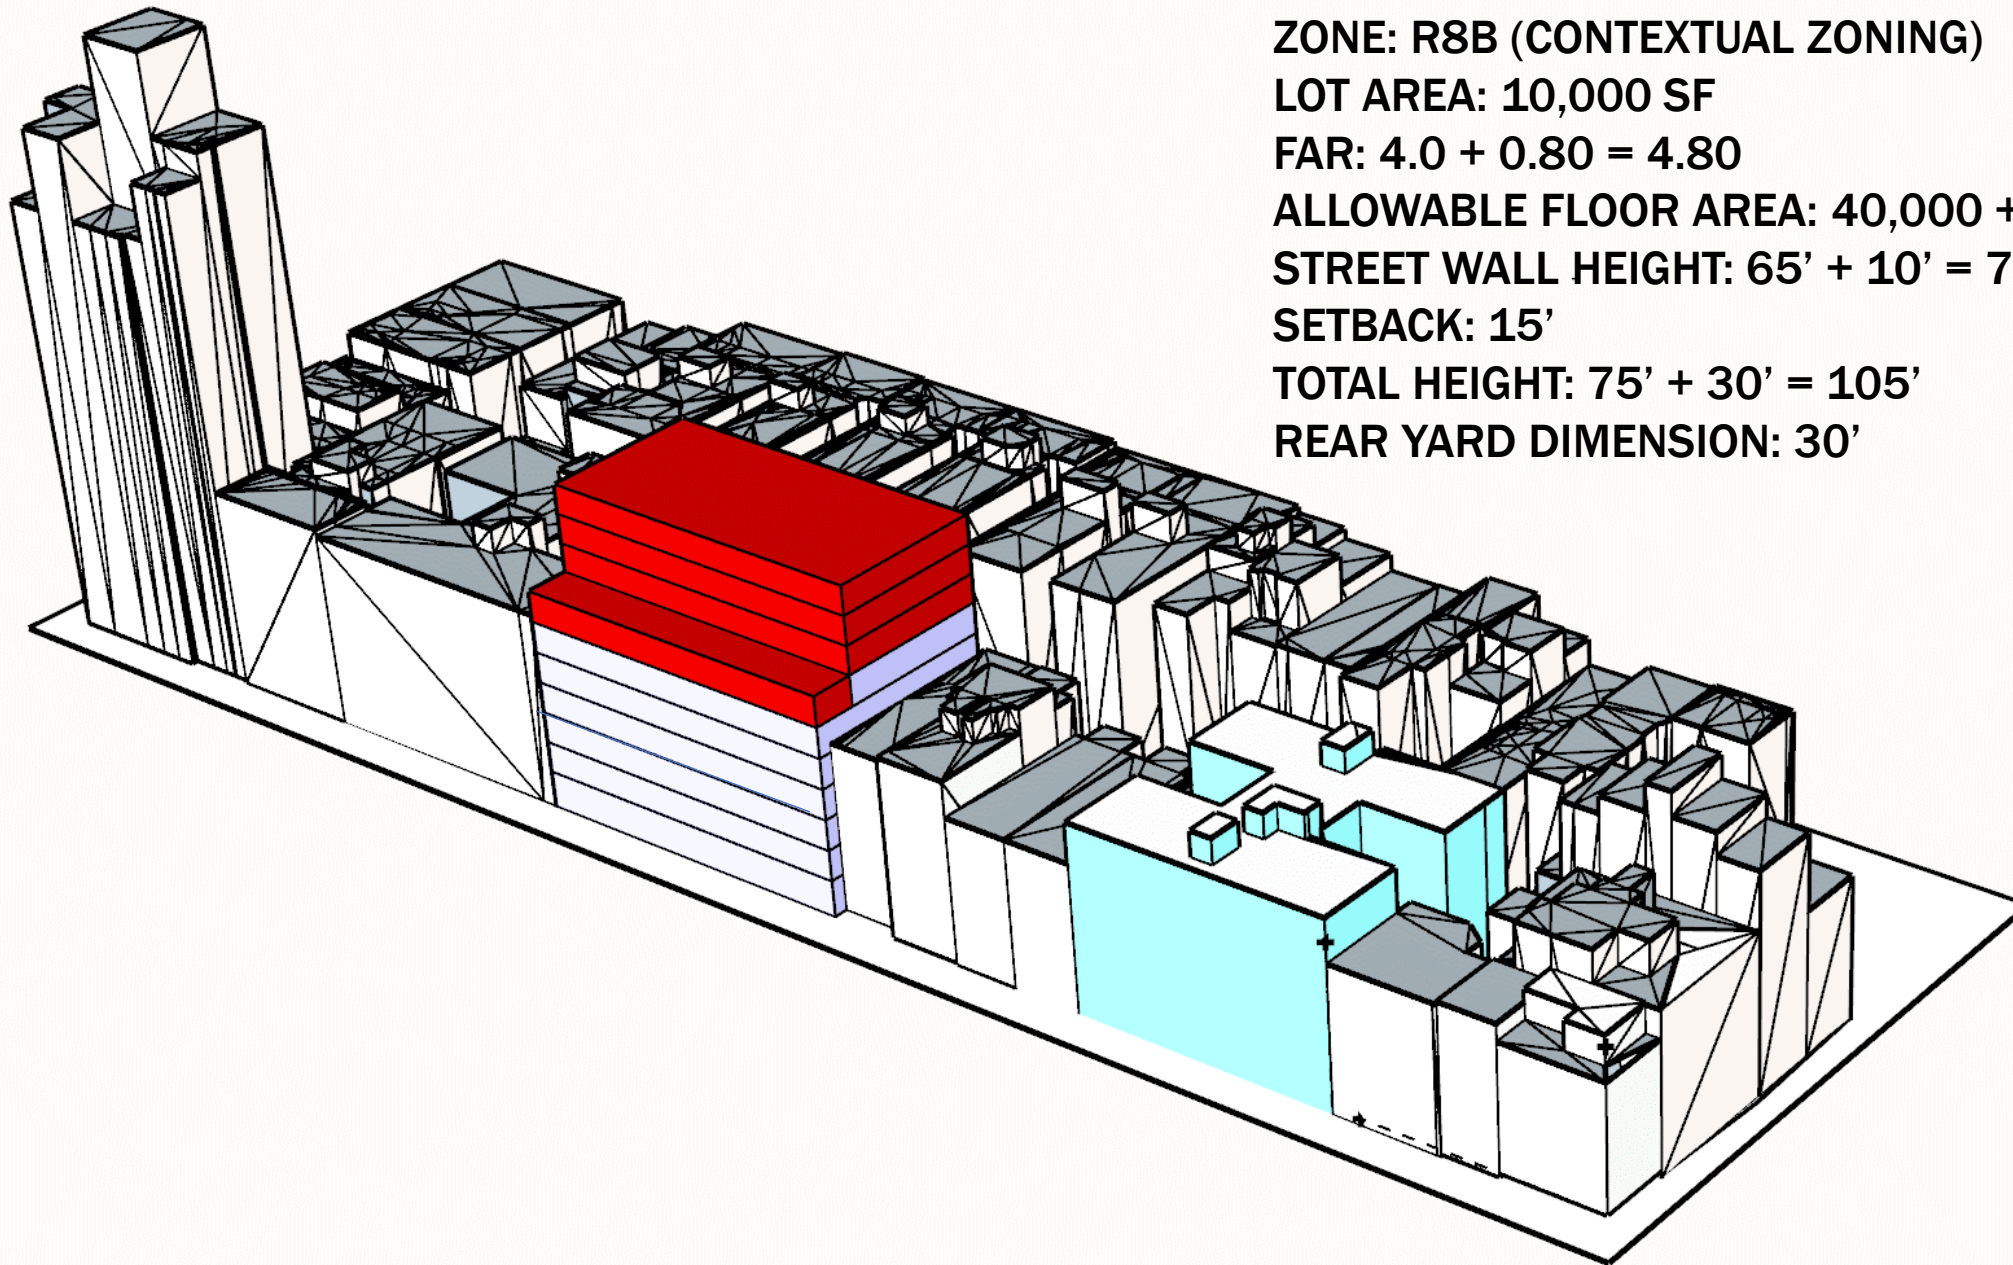 ZONE: R8B (CONTEXTUAL ZONING)
LOT AREA: 10,000 SF
FAR: 4.0 + 0.80 = 4.80
ALLOWABLE FLOOR AREA: 40,000 +
STREET WALL HEIGHT: 65’ + 10’ = 7
SETBACK: 15’
TOTAL HEIGHT: 75’ + 30’ = 105’
REAR YARD DIMENSION: 30’